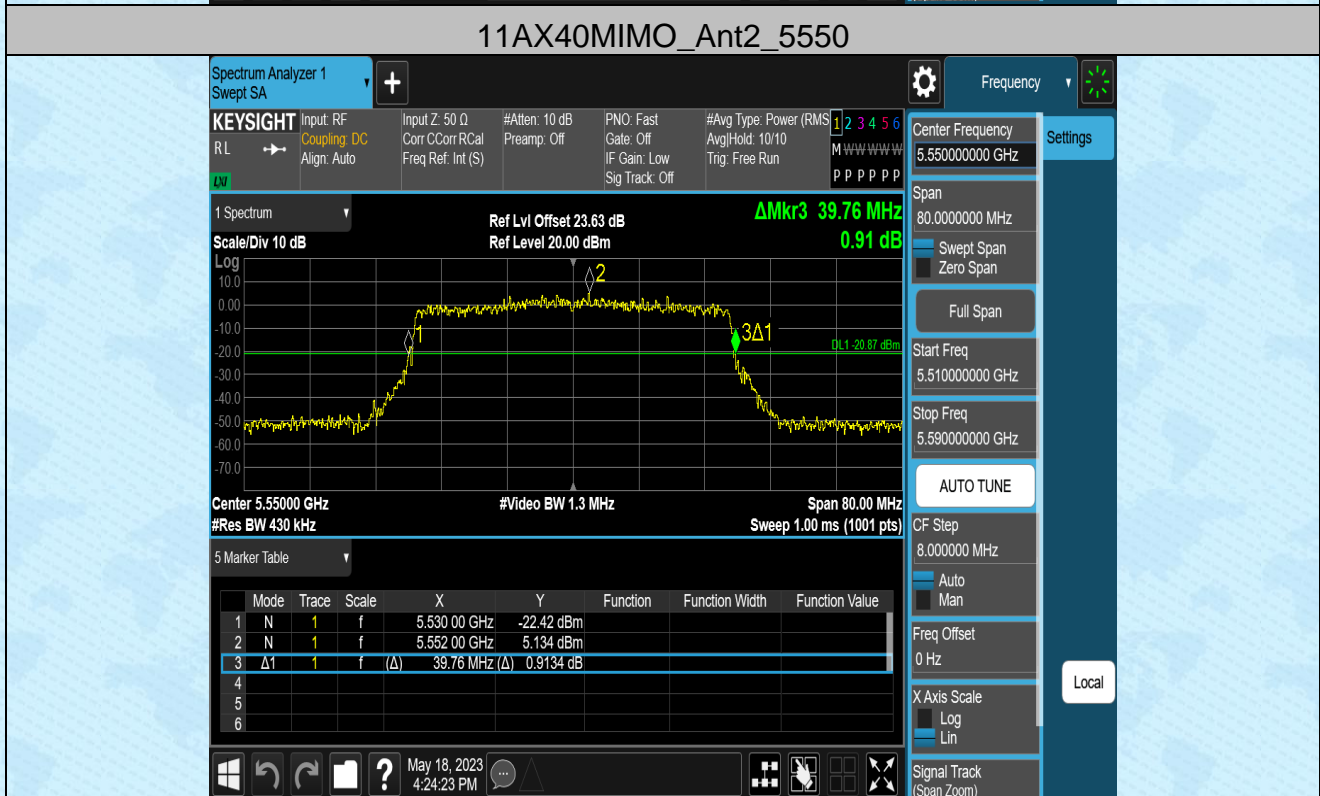 11AX40MIMO_Ant2_5550
Spectrum Analyzer 1
Swept SA
Frequency
KEYSIGHT
RL
LXI
Input: RF
Coupling: DC
Align: Auto
Input Z: 50 Ω
Corr CCorr RCal
Freq Ref: Int (S)
#Atten: 10 dB
Preamp: Off
PNO: Fast
Gate: Off
IF Gain: Low
Sig Track: Off
#Avg Type: Power (RMS
Avg|Hold: 10/10
Trig: Free Run
1 2 3 4 5 6
M W W W W W
P P P P P P
1 Spectrum
Scale/Div 10 dB
Ref Lvl Offset 23.63 dB
Ref Level 20.00 dBm
ΔMkr3 39.76 MHz
0.91 dB
Log
10.0
0.00
-10.0
-20.0
-30.0
-40.0
-50.0
-60.0
-70.0
1
2
3Δ1
DL1 -20.87 dBm
Center 5.55000 GHz
#Video BW 1.3 MHz
Span 80.00 MHz
#Res BW 430 kHz
Sweep 1.00 ms (1001 pts)
5 Marker Table
Mode Trace Scale X Y Function Function Width Function Value
1 N 1 f 5.530 00 GHz -22.42 dBm
2 N 1 f 5.552 00 GHz 5.134 dBm
3 Δ1 1 f (Δ) 39.76 MHz (Δ) 0.9134 dB
4
5
6
May 18, 2023
4:24:23 PM
Center Frequency
5.550000000 GHz
Settings
Span
80.0000000 MHz
Swept Span
Zero Span
Full Span
Start Freq
5.510000000 GHz
Stop Freq
5.590000000 GHz
AUTO TUNE
CF Step
8.000000 MHz
Auto
Man
Freq Offset
0 Hz
X Axis Scale
Log
Lin
Local
Signal Track
(Span Zoom)